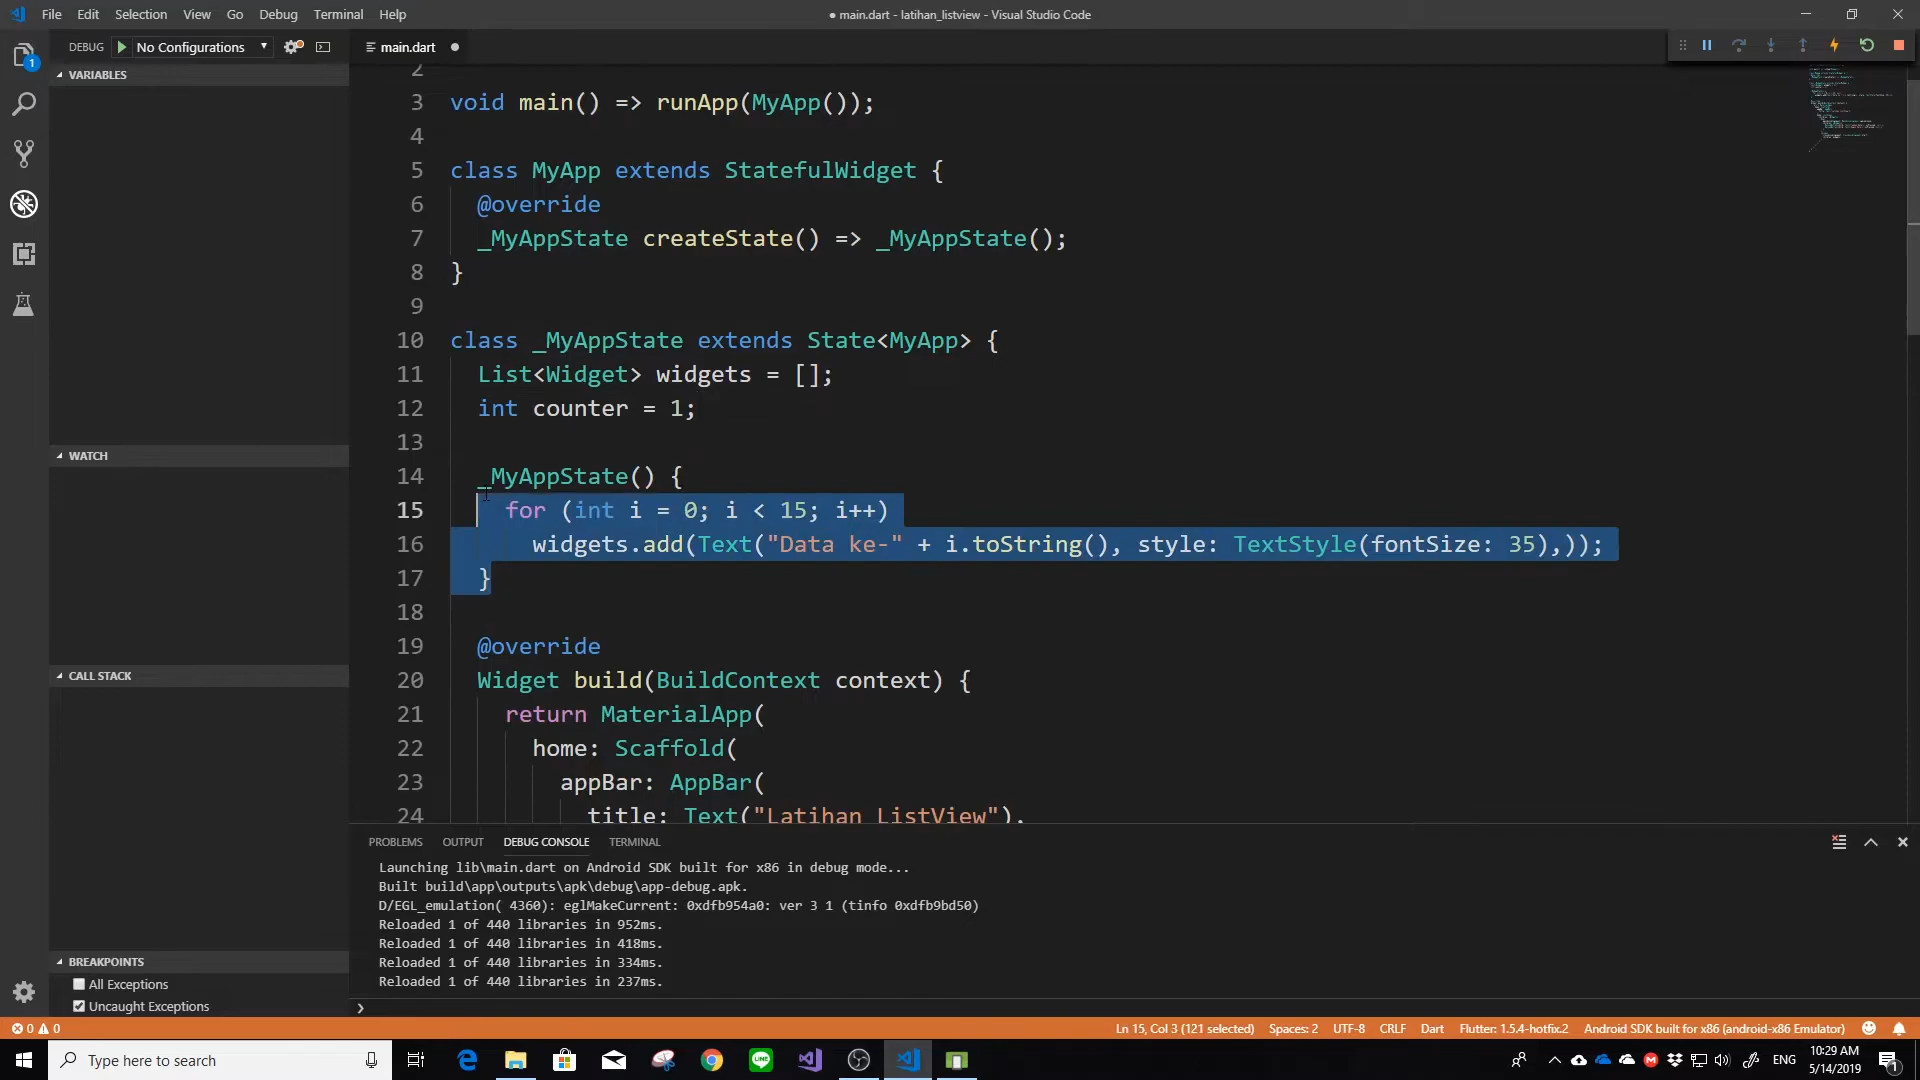 File Edit Selection View Go Debug Terminal Help
● main.dart - latihan_listview - Visual Studio Code
DEBUG No Configurations
main.dart
VARIABLES
WATCH
CALL STACK
BREAKPOINTS
All Exceptions
Uncaught Exceptions
1
2
3 void main() => runApp(MyApp());
4
5 class MyApp extends StatefulWidget {
6 @override
7 _MyAppState createState() => _MyAppState();
8 }
9
10 class _MyAppState extends State<MyApp> {
11 List<Widget> widgets = [];
12 int counter = 1;
13
14 _MyAppState() {
15 for (int i = 0; i < 15; i++)
16 widgets.add(Text("Data ke-" + i.toString(), style: TextStyle(fontSize: 35),));
17 }
18
19 @override
20 Widget build(BuildContext context) {
21 return MaterialApp(
22 home: Scaffold(
23 appBar: AppBar(
24 title: Text("Latihan ListView"),
PROBLEMS OUTPUT DEBUG CONSOLE TERMINAL
Launching lib\main.dart on Android SDK built for x86 in debug mode...
Built build\app\outputs\apk\debug\app-debug.apk.
D/EGL_emulation( 4360): eglMakeCurrent: 0xdfb954a0: ver 3 1 (tinfo 0xdfb9bd50)
Reloaded 1 of 440 libraries in 952ms.
Reloaded 1 of 440 libraries in 418ms.
Reloaded 1 of 440 libraries in 334ms.
Reloaded 1 of 440 libraries in 237ms.
0 0
Ln 15, Col 3 (121 selected) Spaces: 2 UTF-8 CRLF Dart Flutter: 1.5.4-hotfix.2 Android SDK built for x86 (android-x86 Emulator)
Type here to search
LINE
ENG
10:29 AM
5/14/2019
1